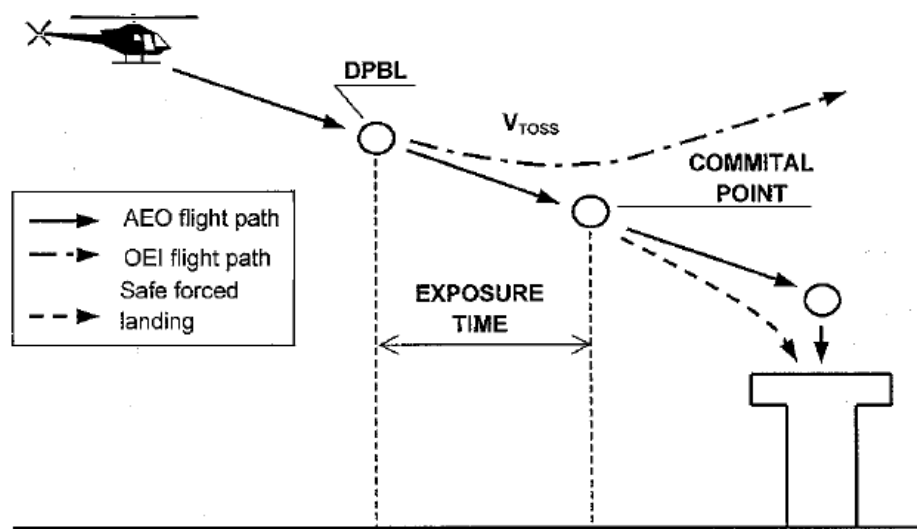 DPBL
VTOSS
COMMITAL
POINT
AEO flight path
OEI flight path
Safe forced
landing
EXPOSURE
TIME